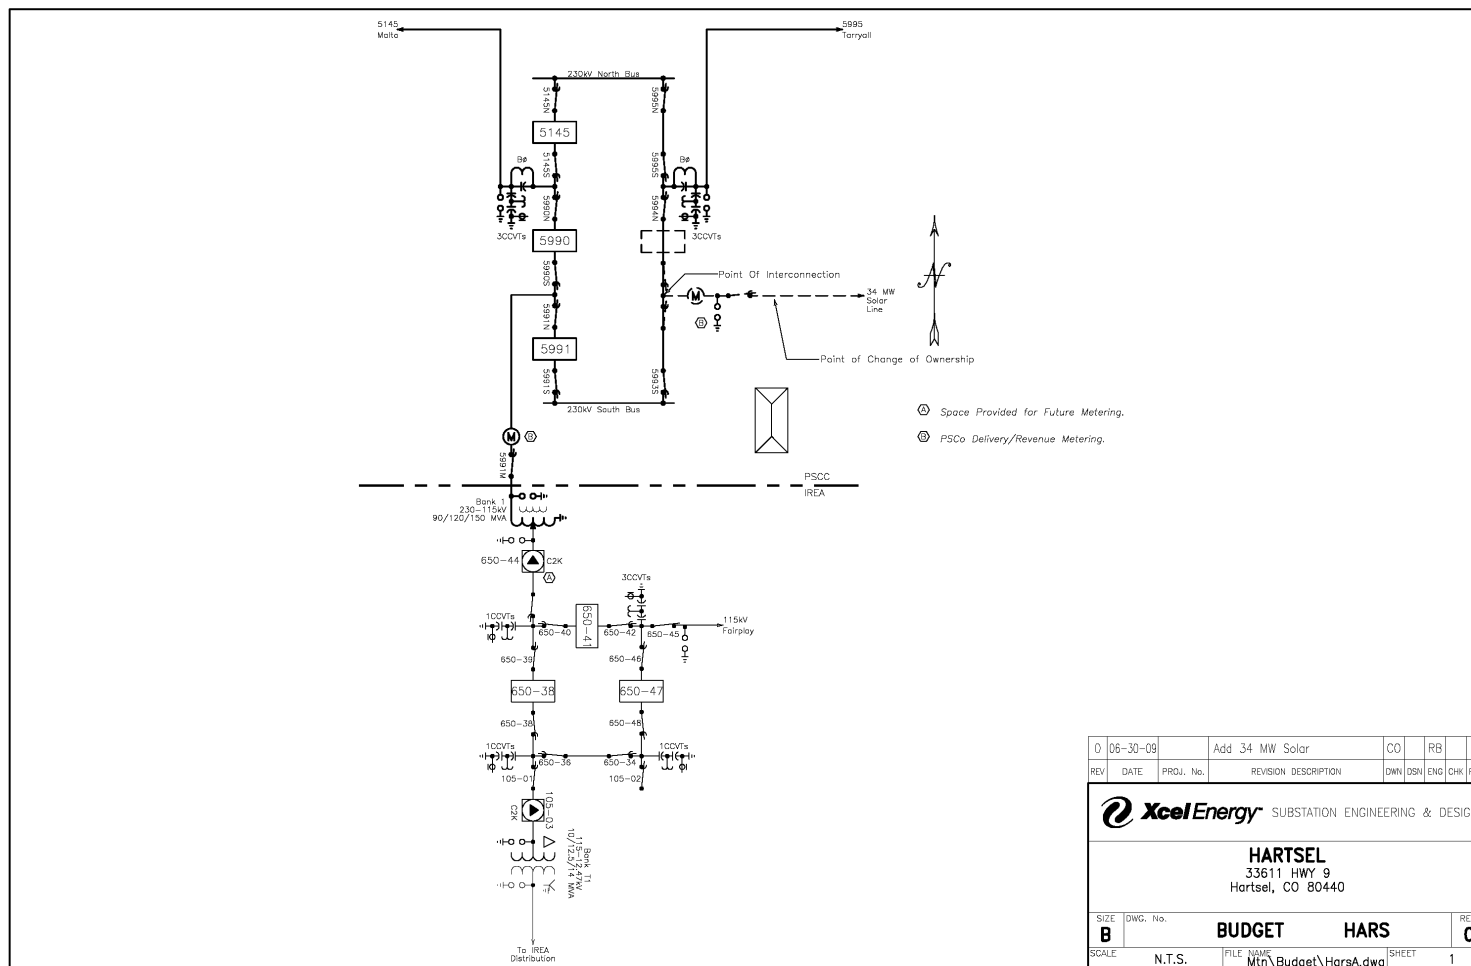 5145
Malta
5995
Tarryall
230kV North Bus
5145N
5995N
5145
5145S
5995S
BØ
BØ
5990N
5994N
3CCVTs
3CCVTs
5990
5990S
Point Of Interconnection
M
34 MW
Solar
Line
B
5991N
5991
Point of Change of Ownership
5991S
5993S
230kV South Bus
A Space Provided for Future Metering.
B PSCo Delivery/Revenue Metering.
M
B
5991M
PSCC
IREA
Bank 1
230-115kV
90/120/150 MVA
650-44
C2K
A
3CCVTs
1CCVTs
650-40
650-41
650-42
650-45
115kV
Fairplay
650-39
650-46
650-38
650-47
650-38
650-48
1CCVTs
1CCVTs
650-36
650-34
105-01
105-02
C2K
105-03
Bank T1
115-12.47kV
10/12.5/14 MVA
To IREA
Distribution
0 06-30-09 Add 34 MW Solar CO RB
REV DATE PROJ. No. REVISION DESCRIPTION DWN DSN ENG CHK
Xcel Energy SUBSTATION ENGINEERING & DESIG
HARTSEL
33611 HWY 9
Hartsel, CO 80440
SIZE DWG. No. RE
B BUDGET HARS
SCALE FILE NAME SHEET
N.T.S. Mtn\Budget\HarsA.dwg 1